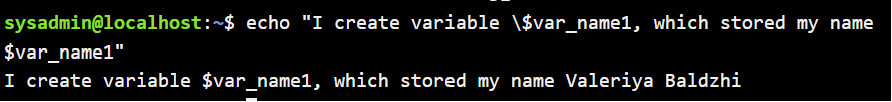 sysadmin@localhost:~$ echo "I create variable \$var_name1, which stored my name
$var_name1"
I create variable $var_name1, which stored my name Valeriya Baldzhi